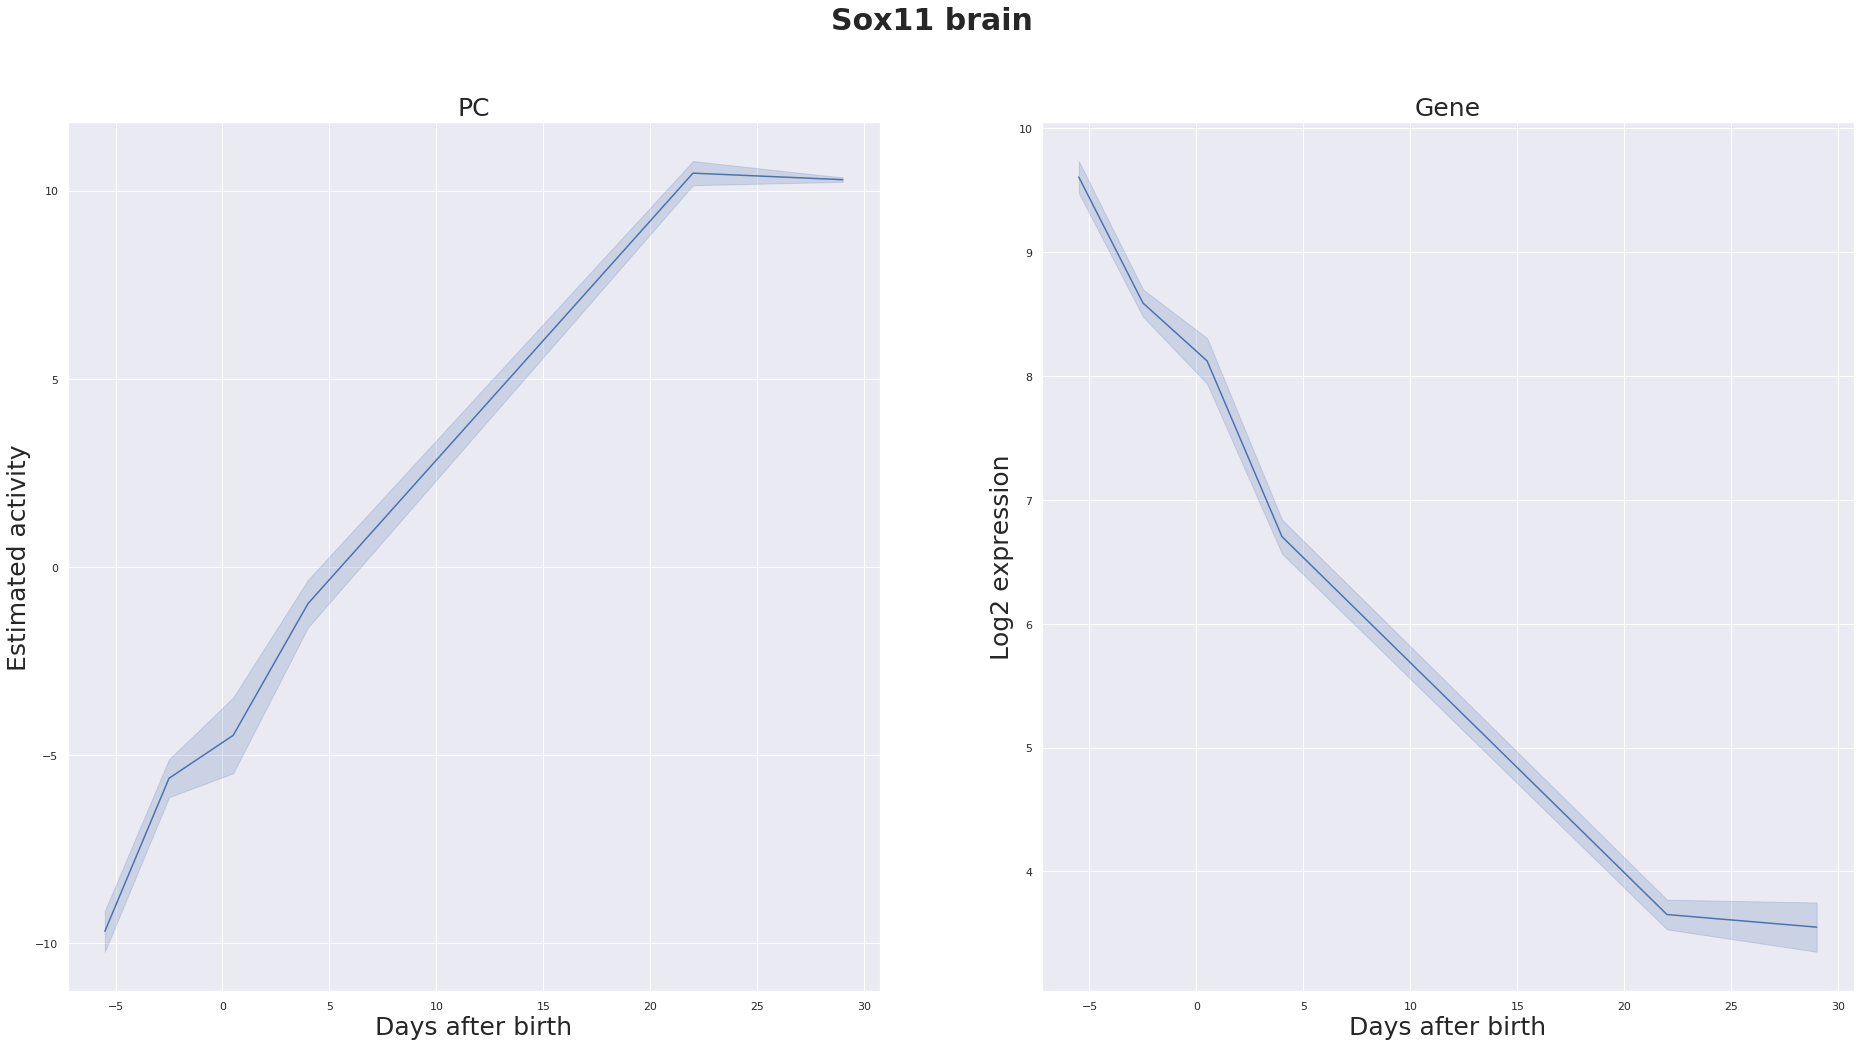 Sox11 brain
PC
Estimated activity
10
5
0
−5
−10
−5 0 5 10 15 20 25 30
Days after birth
Gene
Log2 expression
10
9
8
7
6
5
4
−5 0 5 10 15 20 25 30
Days after birth